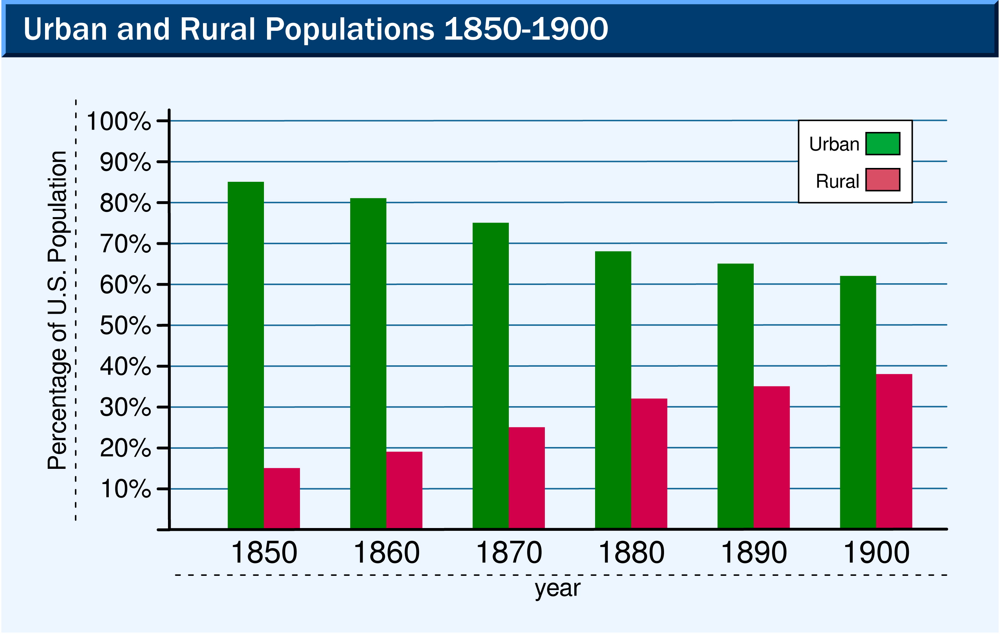 Urban and Rural Populations 1850-1900
Percentage of U.S. Population
100%
90%
80%
70%
60%
50%
40%
30%
20%
10%
Urban
Rural
1850 1860 1870 1880 1890 1900
year